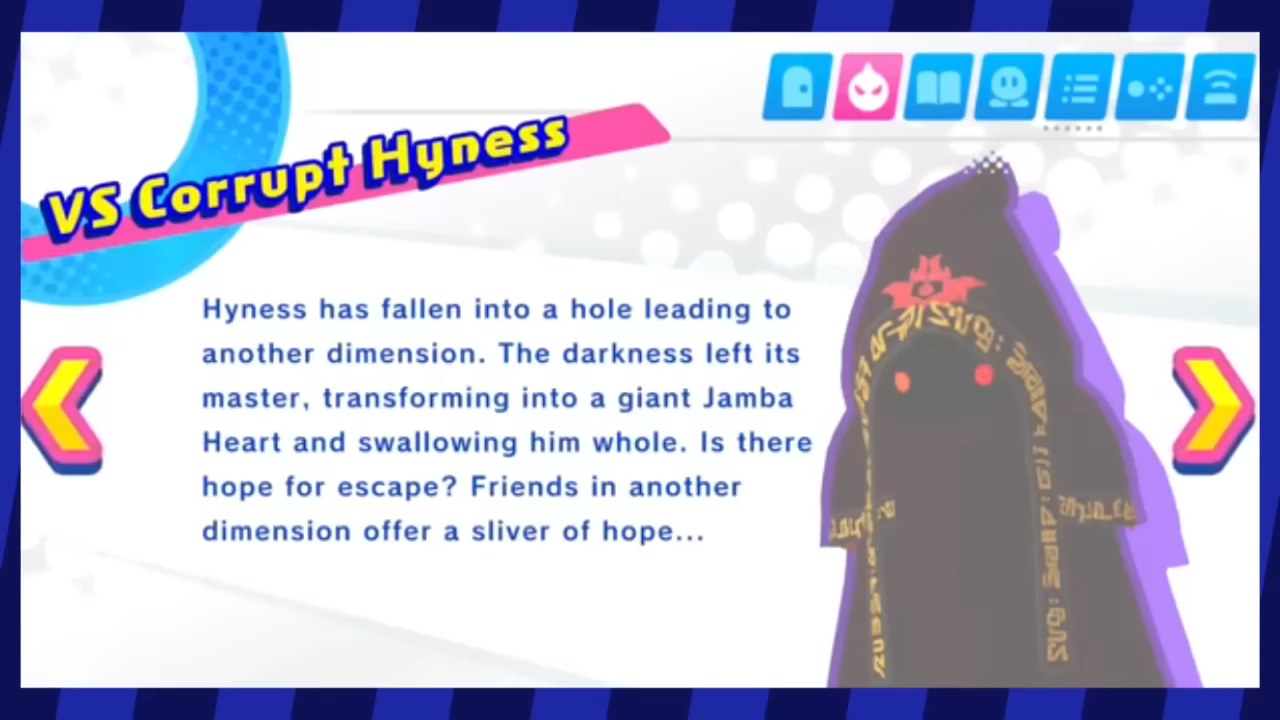 VS Corrupt Hyness
Hyness has fallen into a hole leading to
another dimension. The darkness left its
master, transforming into a giant Jamba
Heart and swallowing him whole. Is there
hope for escape? Friends in another
dimension offer a sliver of hope...